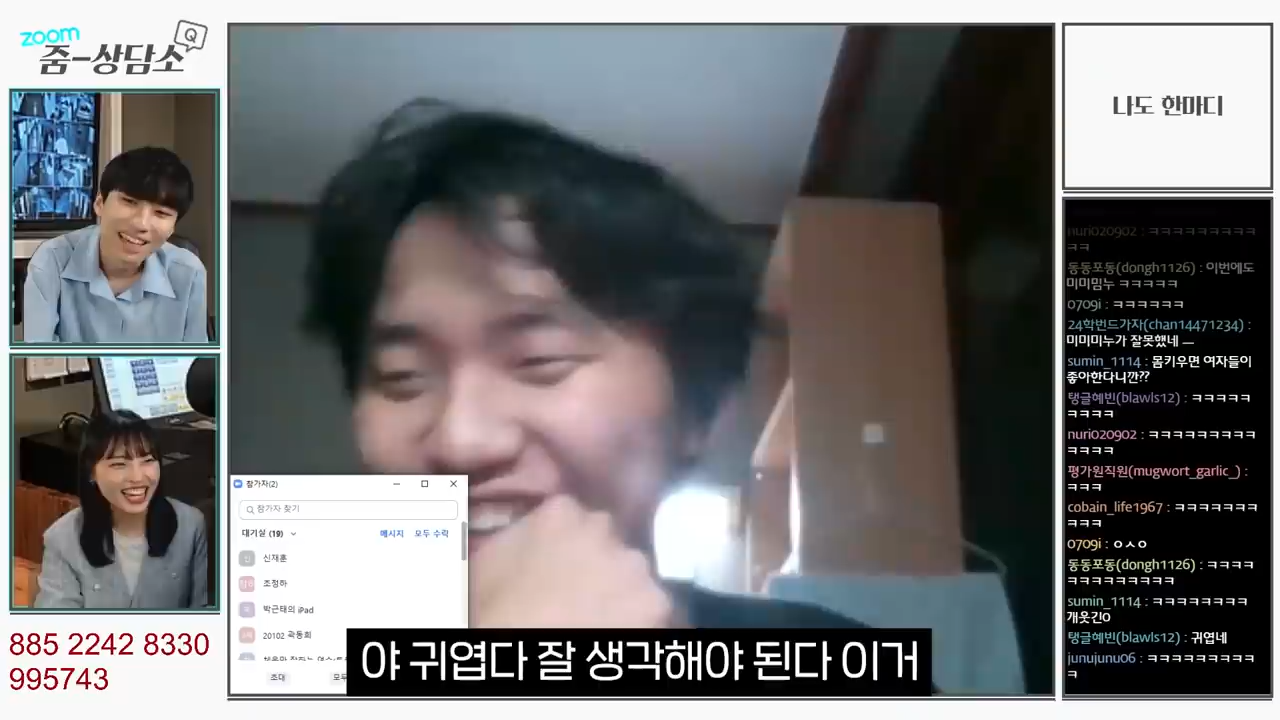 zoom
줌-상담소
Q
885 2242 8330
995743
참가자(2)
참가자 찾기
대기실 (19)
메시지 모두 수락
신재훈
조정하
박근태의 iPad
20102 곽동희
초대
야 귀엽다 잘 생각해야 된다 이거
나도 한마디
nuri020902 : ㅋㅋㅋㅋㅋㅋㅋㅋㅋ
ㅋㅋ
동동포동(dongh1126) : 이번에도
미미밈누 ㅋㅋㅋㅋㅋ
0709i : ㅋㅋㅋㅋㅋㅋ
24학번드가자(chan14471234) :
미미미누가 잘못했네 ㅡ
sumin_1114 : 몸키우면 여자들이
좋아한다니깐??
탱글혜빈(blawls12) : ㅋㅋㅋㅋㅋ
ㅋㅋㅋㅋ
nuri020902 : ㅋㅋㅋㅋㅋㅋㅋㅋㅋ
ㅋㅋㅋㅋ
평가원직원(mugwort_garlic_) :
ㅋㅋㅋ
cobain_life1967 : ㅋㅋㅋㅋㅋㅋㅋ
ㅋㅋㅋ
0709i : ㅇㅅㅇ
동동포동(dongh1126) : ㅋㅋㅋㅋ
ㅋㅋㅋㅋㅋㅋㅋㅋㅋ
sumin_1114 : ㅋㅋㅋㅋㅋㅋㅋㅋ
개웃긴0
탱글혜빈(blawls12) : 귀엽네
junujunu06 : ㅋㅋㅋㅋㅋㅋㅋㅋㅋ
ㅋ